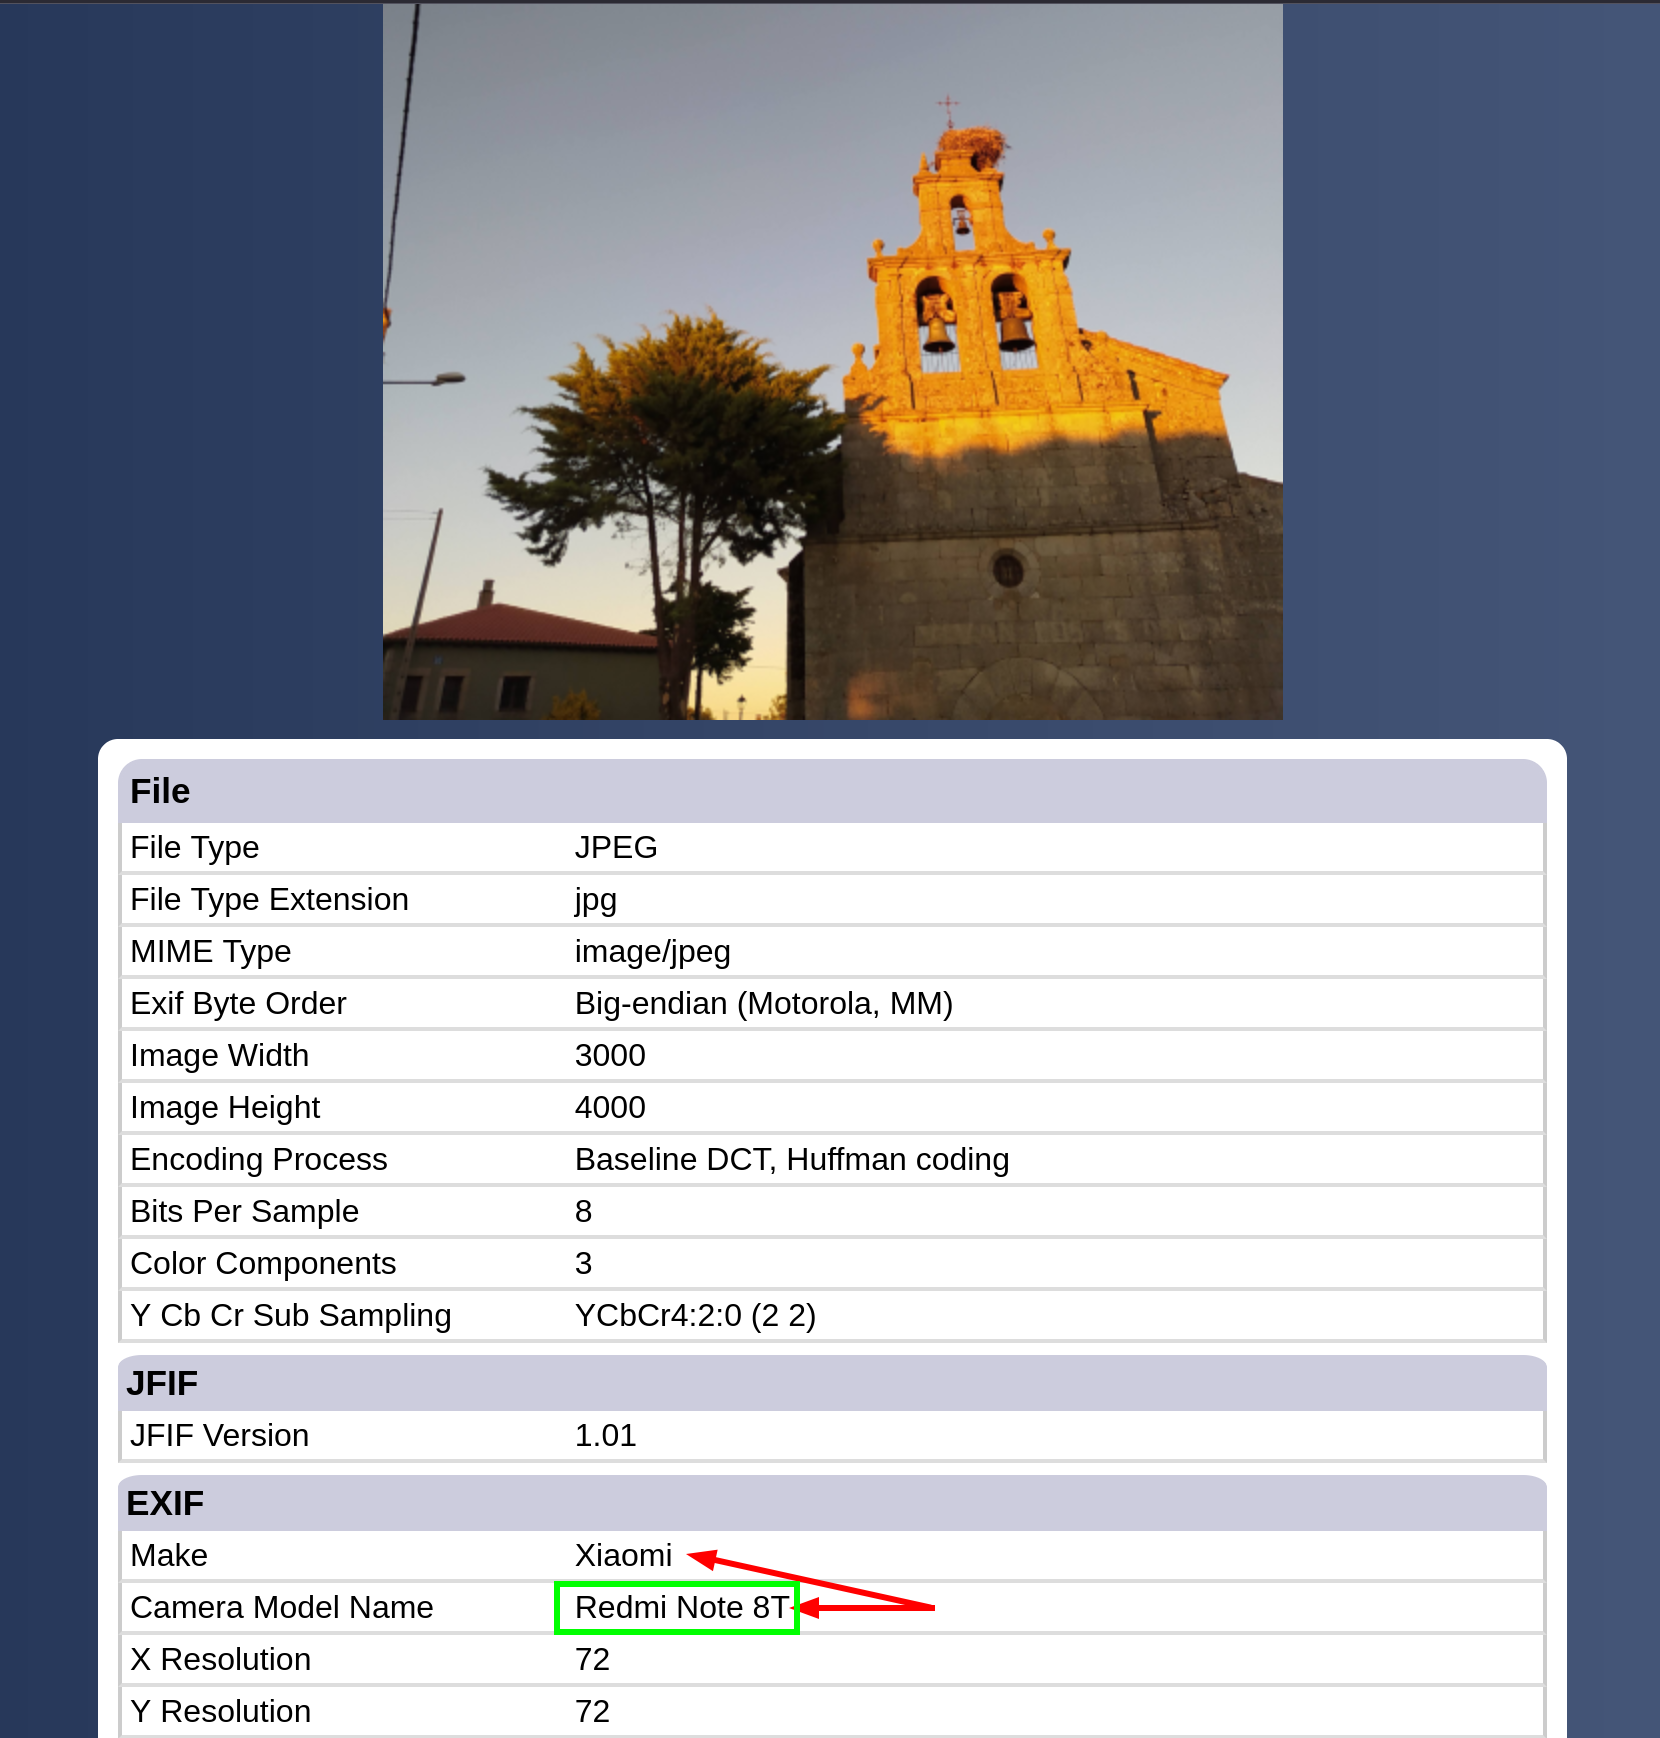 File
File Type JPEG
File Type Extension jpg
MIME Type image/jpeg
Exif Byte Order Big-endian (Motorola, MM)
Image Width 3000
Image Height 4000
Encoding Process Baseline DCT, Huffman coding
Bits Per Sample 8
Color Components 3
Y Cb Cr Sub Sampling YCbCr4:2:0 (2 2)
JFIF
JFIF Version 1.01
EXIF
Make Xiaomi
Camera Model Name Redmi Note 8T
X Resolution 72
Y Resolution 72